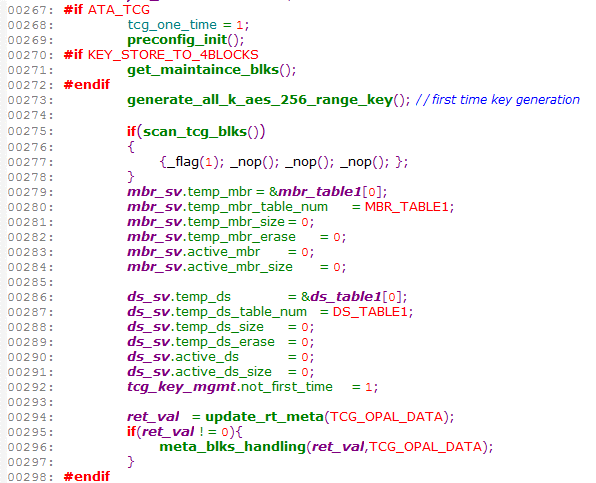 00267: #if ATA_TCG
00268: tcg_one_time = 1;
00269: preconfig_init();
00270: #if KEY_STORE_TO_4BLOCKS
00271: get_maintaince_blks();
00272: #endif
00273: generate_all_k_aes_256_range_key(); //first time key generation
00274:
00275: if(scan_tcg_blks())
00276: {
00277: {_flag(1); _nop(); _nop(); _nop(); };
00278: }
00279: mbr_sv.temp_mbr = &mbr_table1[0];
00280: mbr_sv.temp_mbr_table_num = MBR_TABLE1;
00281: mbr_sv.temp_mbr_size = 0;
00282: mbr_sv.temp_mbr_erase = 0;
00283: mbr_sv.active_mbr = 0;
00284: mbr_sv.active_mbr_size = 0;
00285:
00286: ds_sv.temp_ds = &ds_table1[0];
00287: ds_sv.temp_ds_table_num = DS_TABLE1;
00288: ds_sv.temp_ds_size = 0;
00289: ds_sv.temp_ds_erase = 0;
00290: ds_sv.active_ds = 0;
00291: ds_sv.active_ds_size = 0;
00292: tcg_key_mgmt.not_first_time = 1;
00293:
00294: ret_val = update_rt_meta(TCG_OPAL_DATA);
00295: if(ret_val != 0){
00296: meta_blks_handling(ret_val,TCG_OPAL_DATA);
00297: }
00298: #endif